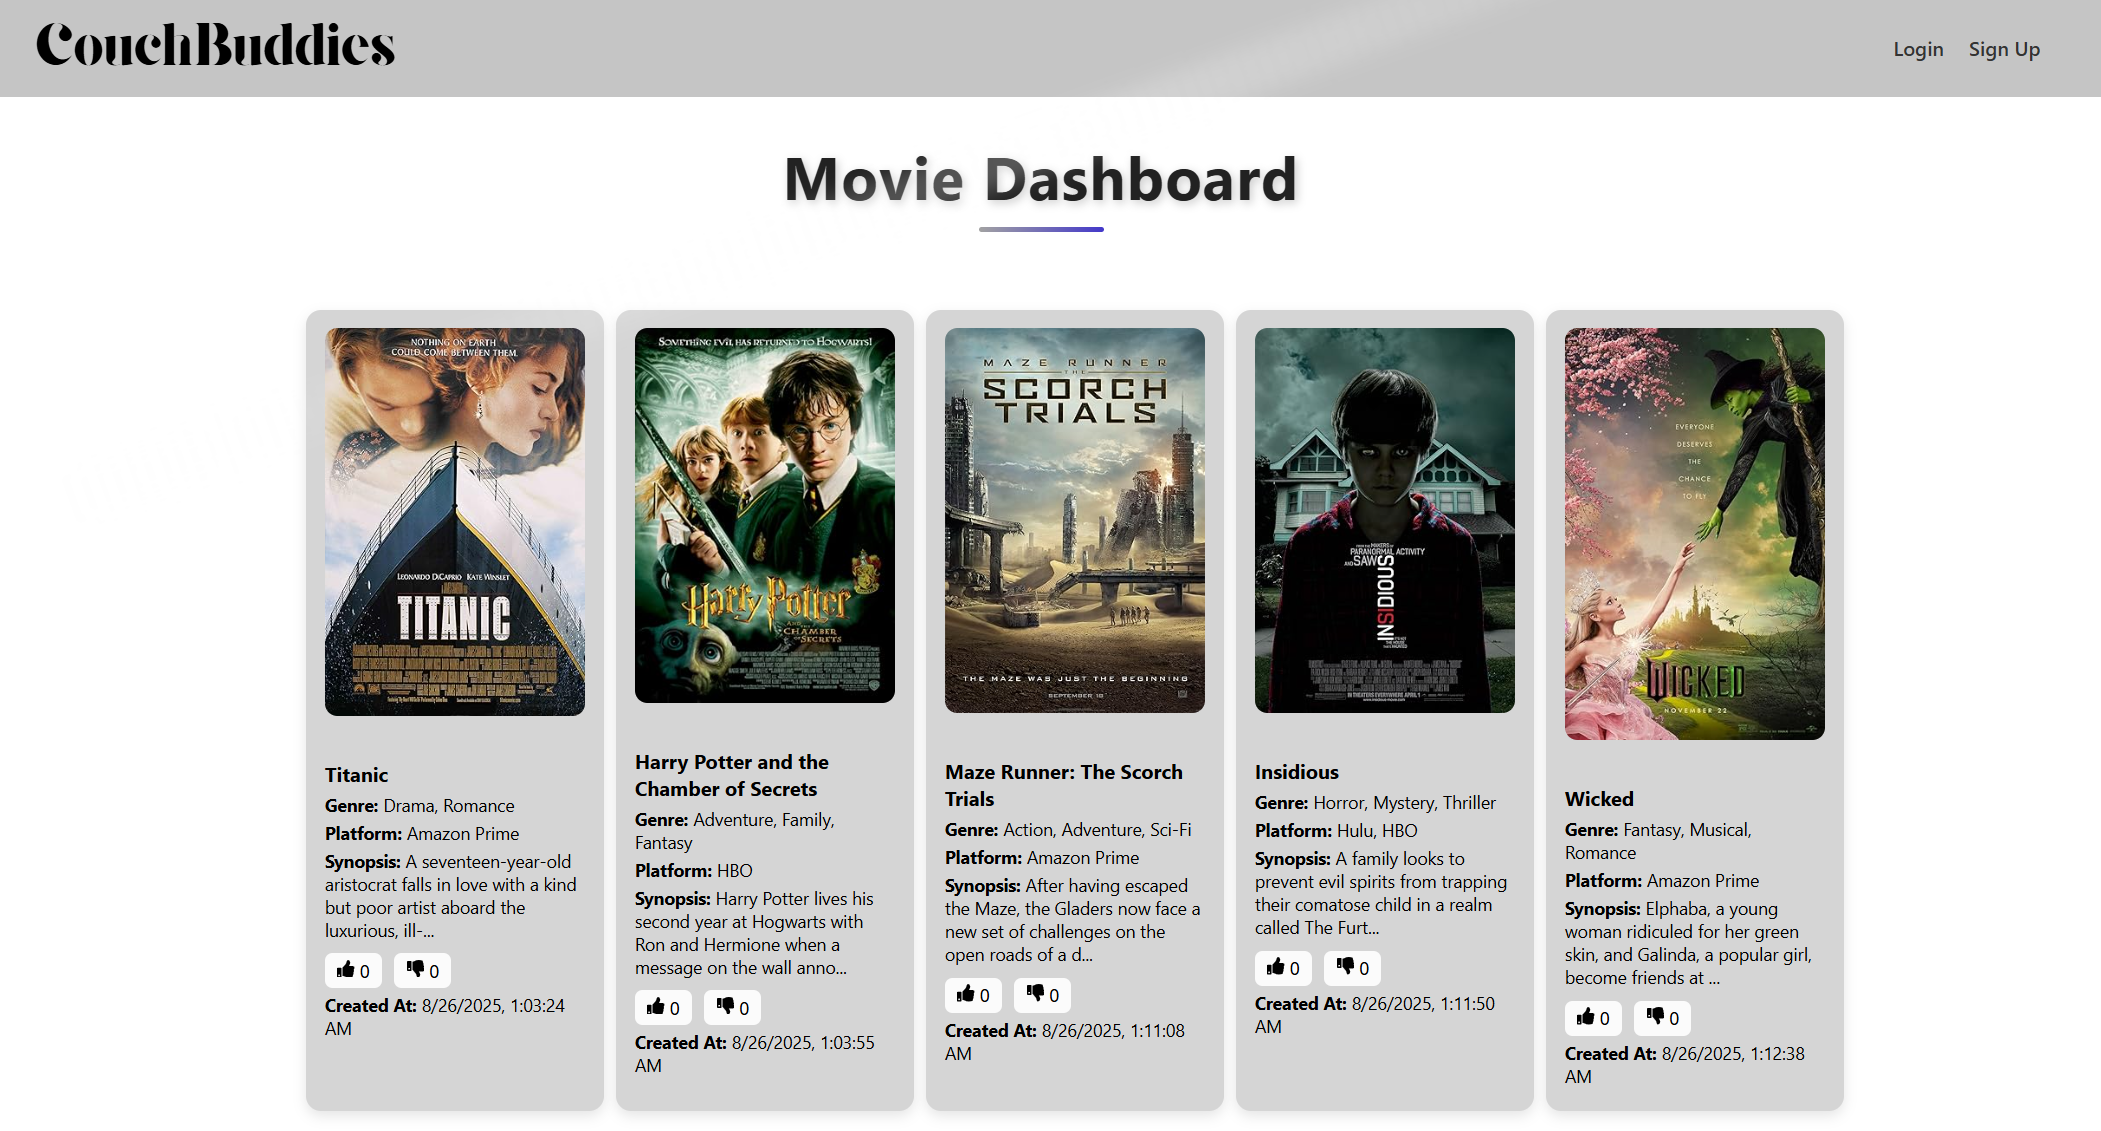 CouchBuddies
Login Sign Up
Movie Dashboard
NOTHING ON EARTH
COULD COME BETWEEN THEM.
LEONARDO DICAPRIO KATE WINSLET
TITANIC
Titanic
Genre: Drama, Romance
Platform: Amazon Prime
Synopsis: A seventeen-year-old
aristocrat falls in love with a kind
but poor artist aboard the
luxurious, ill-...
0 0
Created At: 8/26/2025, 1:03:24
AM
SOMETHING EVIL HAS RETURNED TO HOGWARTS!
Harry Potter
AND THE
CHAMBER
OF SECRETS
Harry Potter and the
Chamber of Secrets
Genre: Adventure, Family,
Fantasy
Platform: HBO
Synopsis: Harry Potter lives his
second year at Hogwarts with
Ron and Hermione when a
message on the wall anno...
0 0
Created At: 8/26/2025, 1:03:55
AM
MAZE RUNNER
THE
SCORCH
TRIALS
THE MAZE WAS JUST THE BEGINNING
SEPTEMBER 18
Maze Runner: The Scorch
Trials
Genre: Action, Adventure, Sci-Fi
Platform: Amazon Prime
Synopsis: After having escaped
the Maze, the Gladers now face a
new set of challenges on the
open roads of a d...
0 0
Created At: 8/26/2025, 1:11:08
AM
FROM THE MAKERS OF
PARANORMAL ACTIVITY
AND SAW
INSIDIOUS
IN THEATERS EVERYWHERE APRIL 1
Insidious
Genre: Horror, Mystery, Thriller
Platform: Hulu, HBO
Synopsis: A family looks to
prevent evil spirits from trapping
their comatose child in a realm
called The Furt...
0 0
Created At: 8/26/2025, 1:11:50
AM
EVERYONE
DESERVES
THE
CHANCE
TO FLY
WICKED
NOVEMBER 22
Wicked
Genre: Fantasy, Musical,
Romance
Platform: Amazon Prime
Synopsis: Elphaba, a young
woman ridiculed for her green
skin, and Galinda, a popular girl,
become friends at ...
0 0
Created At: 8/26/2025, 1:12:38
AM